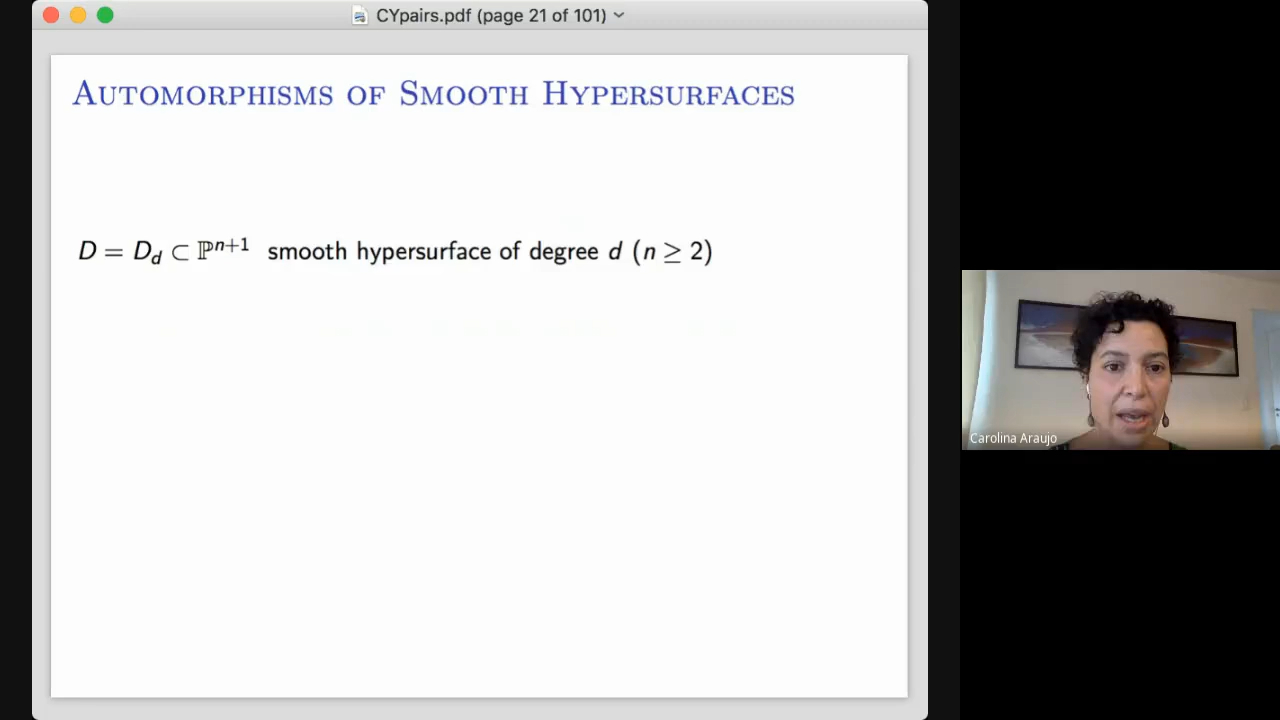 CYpairs.pdf (page 21 of 101)
Automorphisms of Smooth Hypersurfaces
D = D_d ⊂ ℙ^{n+1} smooth hypersurface of degree d (n ≥ 2)
Carolina Araujo